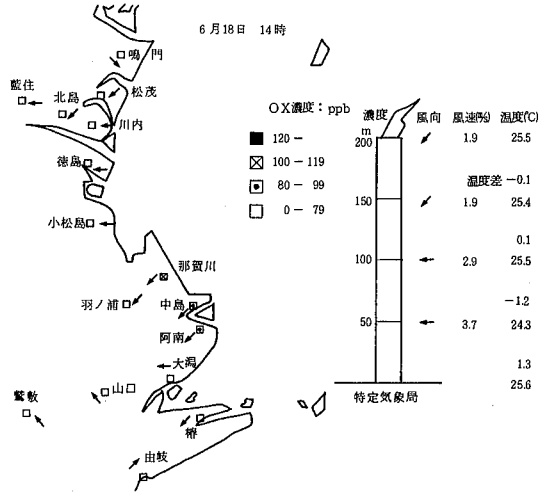 6月18日 14時
鳴門
松茂
藍住
北島
川内
徳島
小松島
那賀川
羽ノ浦
中島
阿南
大潟
鷲敷
山口
椿
由岐
OX濃度：ppb
120－
100－119
80－99
0－79
濃度 風向 風速(㎧) 温度(℃)
m
200 1.9 25.5
温度差 －0.1
150 1.9 25.4
0.1
100 2.9 25.5
－1.2
50 3.7 24.3
1.3
25.6
特定気象局